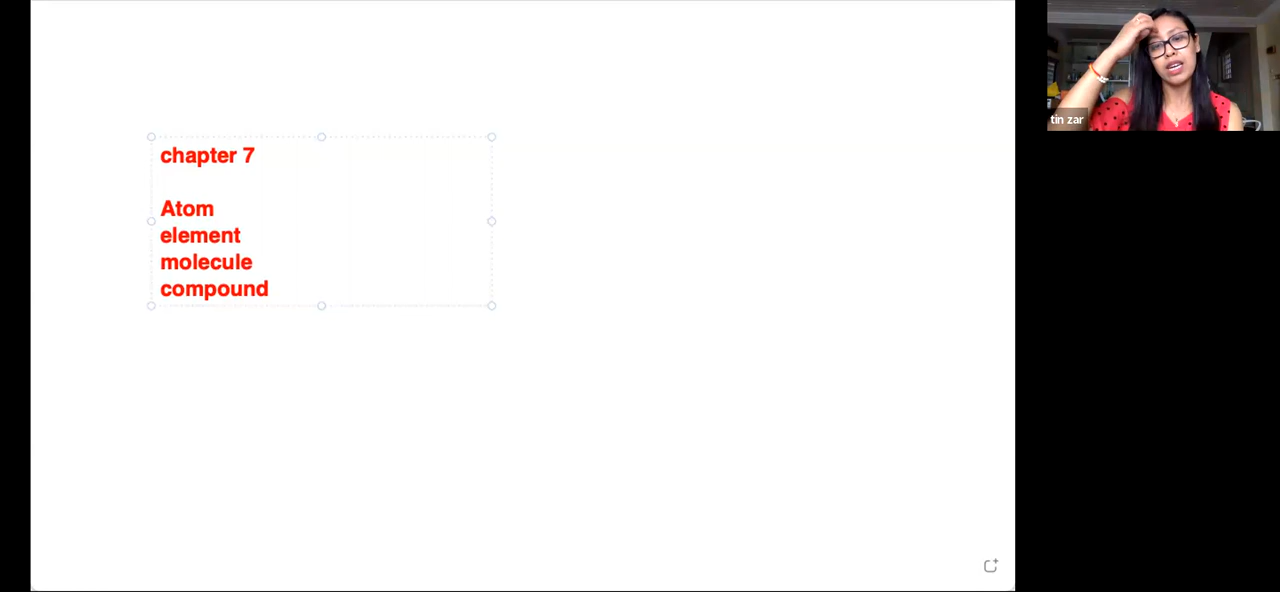 chapter 7
Atom
element
molecule
compound
tin zar